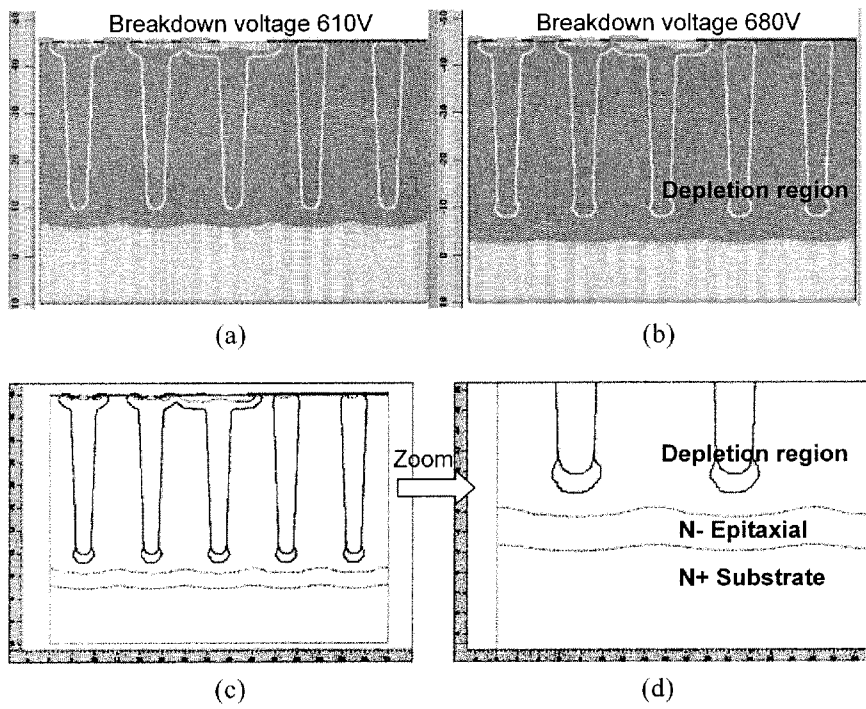 Breakdown voltage 610V
Breakdown voltage 680V
Depletion region
(a)
(b)
Zoom
Depletion region
N- Epitaxial
N+ Substrate
(c)
(d)